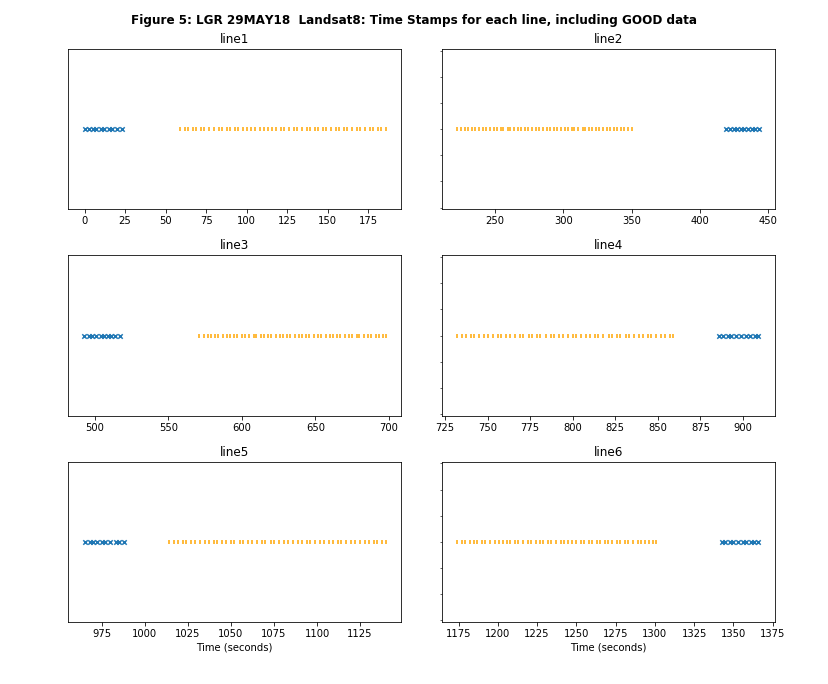 Figure 5: LGR 29MAY18  Landsat8: Time Stamps for each line, including GOOD data
line1
line2
0 25 50 75 100 125 150 175
250 300 350 400 450
line3
line4
500 550 600 650 700
725 750 775 800 825 850 875 900
line5
line6
975 1000 1025 1050 1075 1100 1125
1175 1200 1225 1250 1275 1300 1325 1350 1375
Time (seconds)
Time (seconds)